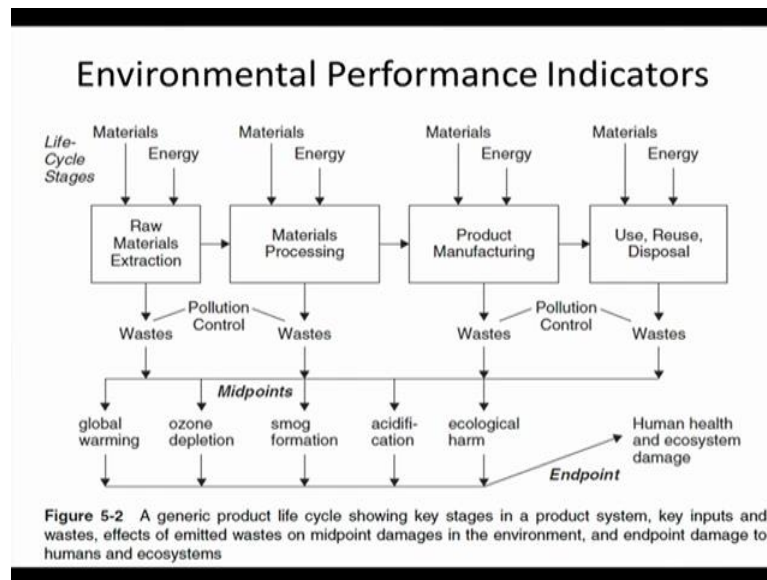 Environmental Performance Indicators
Life-
Cycle
Stages
Materials
Energy
Materials
Energy
Materials
Energy
Materials
Energy
Raw
Materials
Extraction
Materials
Processing
Product
Manufacturing
Use, Reuse,
Disposal
Pollution
Control
Pollution
Control
Wastes
Wastes
Wastes
Wastes
Midpoints
global
warming
ozone
depletion
smog
formation
acidifi-
cation
ecological
harm
Human health
and ecosystem
damage
Endpoint
Figure 5-2 A generic product life cycle showing key stages in a product system, key inputs and
wastes, effects of emitted wastes on midpoint damages in the environment, and endpoint damage to
humans and ecosystems